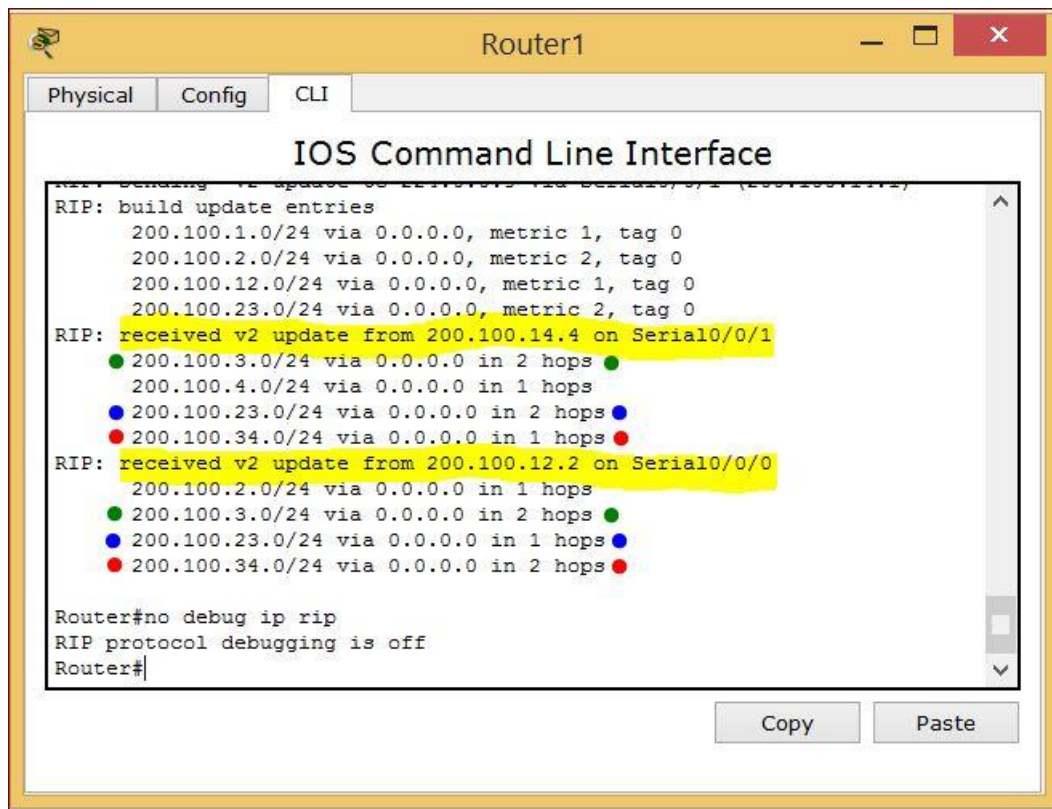 Router1
Physical Config CLI
IOS Command Line Interface
RIP: build update entries
200.100.1.0/24 via 0.0.0.0, metric 1, tag 0
200.100.2.0/24 via 0.0.0.0, metric 2, tag 0
200.100.12.0/24 via 0.0.0.0, metric 1, tag 0
200.100.23.0/24 via 0.0.0.0, metric 2, tag 0
RIP: received v2 update from 200.100.14.4 on Serial0/0/1
200.100.3.0/24 via 0.0.0.0 in 2 hops
200.100.4.0/24 via 0.0.0.0 in 1 hops
200.100.23.0/24 via 0.0.0.0 in 2 hops
200.100.34.0/24 via 0.0.0.0 in 1 hops
RIP: received v2 update from 200.100.12.2 on Serial0/0/0
200.100.2.0/24 via 0.0.0.0 in 1 hops
200.100.3.0/24 via 0.0.0.0 in 2 hops
200.100.23.0/24 via 0.0.0.0 in 1 hops
200.100.34.0/24 via 0.0.0.0 in 2 hops
Router#no debug ip rip
RIP protocol debugging is off
Router#
Copy Paste